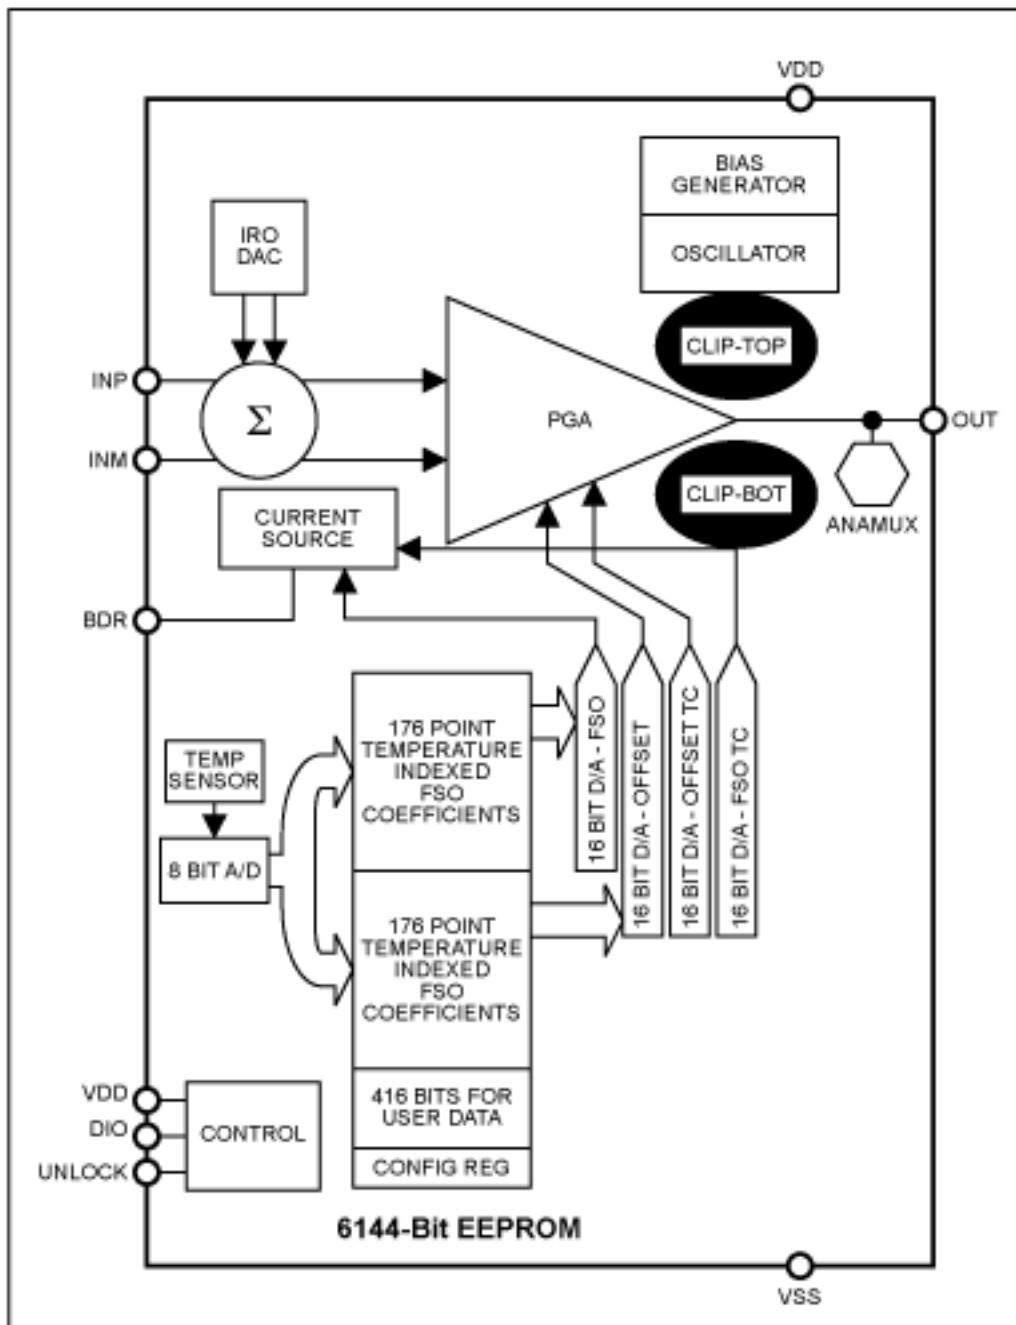 VDD
BIAS
GENERATOR
OSCILLATOR
IRO
DAC
CLIP-TOP
INP
Σ
PGA
OUT
INM
CLIP-BOT
ANAMUX
CURRENT
SOURCE
BDR
16 BIT D/A - FSO
16 BIT D/A - OFFSET
16 BIT D/A - OFFSET TC
16 BIT D/A - FSO TC
176 POINT
TEMPERATURE
INDEXED
FSO
COEFFICIENTS
TEMP
SENSOR
8 BIT A/D
176 POINT
TEMPERATURE
INDEXED
FSO
COEFFICIENTS
VDD
DIO
UNLOCK
CONTROL
416 BITS FOR
USER DATA
CONFIG REG
6144-Bit EEPROM
VSS